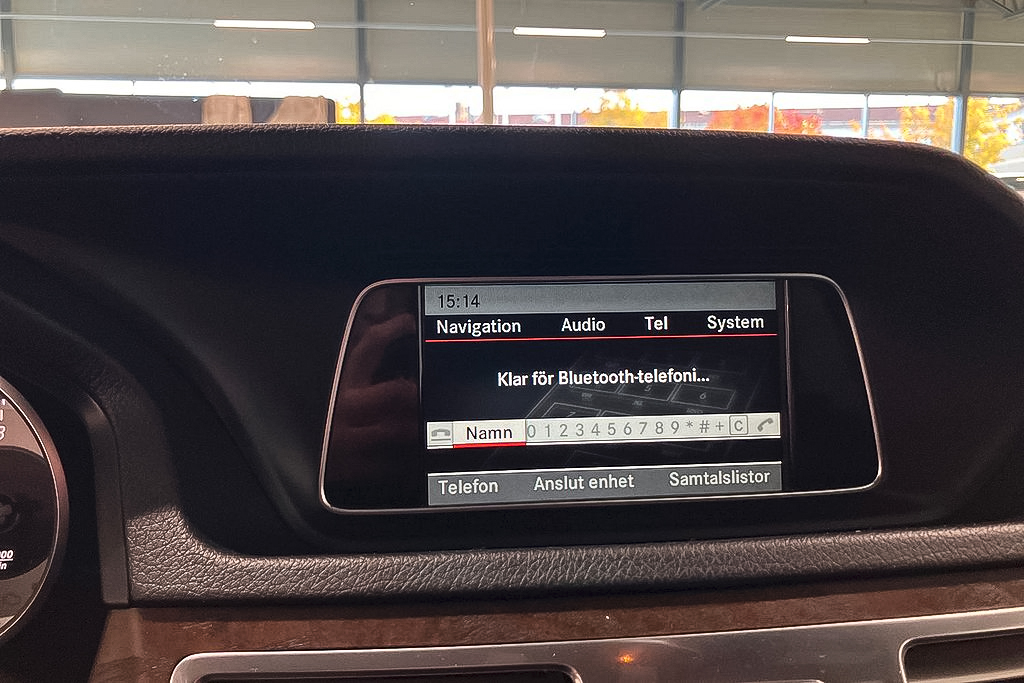 15:14
Navigation Audio Tel System
Klar för Bluetooth-telefoni...
Namn 0 1 2 3 4 5 6 7 8 9 * # + C
Telefon Anslut enhet Samtalslistor